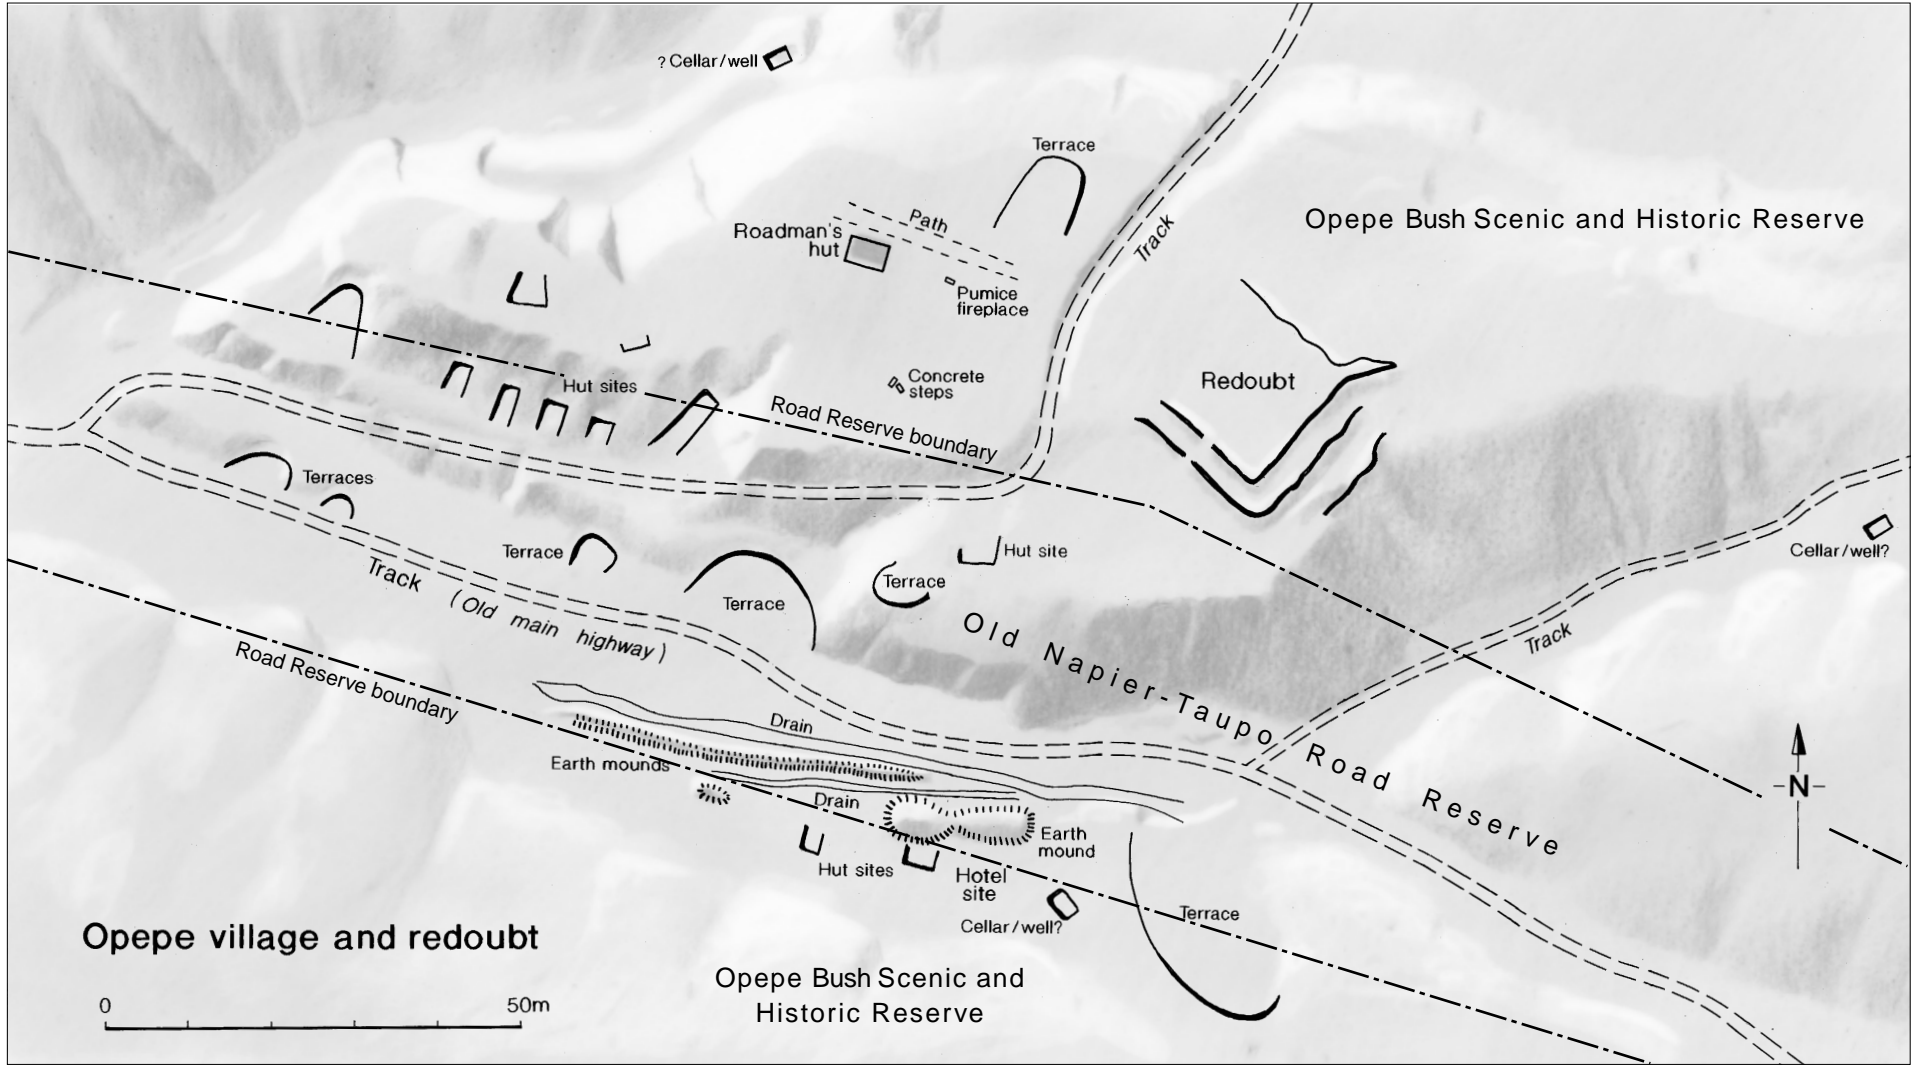 ? Cellar/well
Terrace
Opepe Bush Scenic and Historic Reserve
Path
Roadman's
hut
Track
Pumice
fireplace
Redoubt
Concrete
steps
Hut sites
Road Reserve boundary
Terraces
Terrace
Track (Old main highway)
Terrace
Terrace
Hut site
Cellar/well?
Old Napier-Taupo Road Reserve
Track
Road Reserve boundary
Drain
Earth mounds
Drain
Earth
mound
Hut sites
Hotel
site
Cellar/well?
Terrace
N
Opepe village and redoubt
Opepe Bush Scenic and
Historic Reserve
0 50m